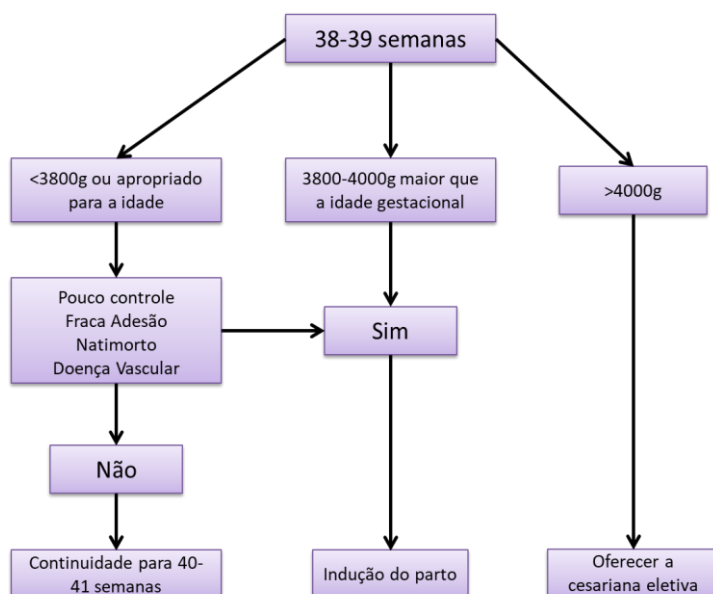 38-39 semanas
<3800g ou apropriado
para a idade
3800-4000g maior que
a idade gestacional
>4000g
Pouco controle
Fraca Adesão
Natimorto
Doença Vascular
Sim
Não
Continuidade para 40-
41 semanas
Indução do parto
Oferecer a
cesariana eletiva